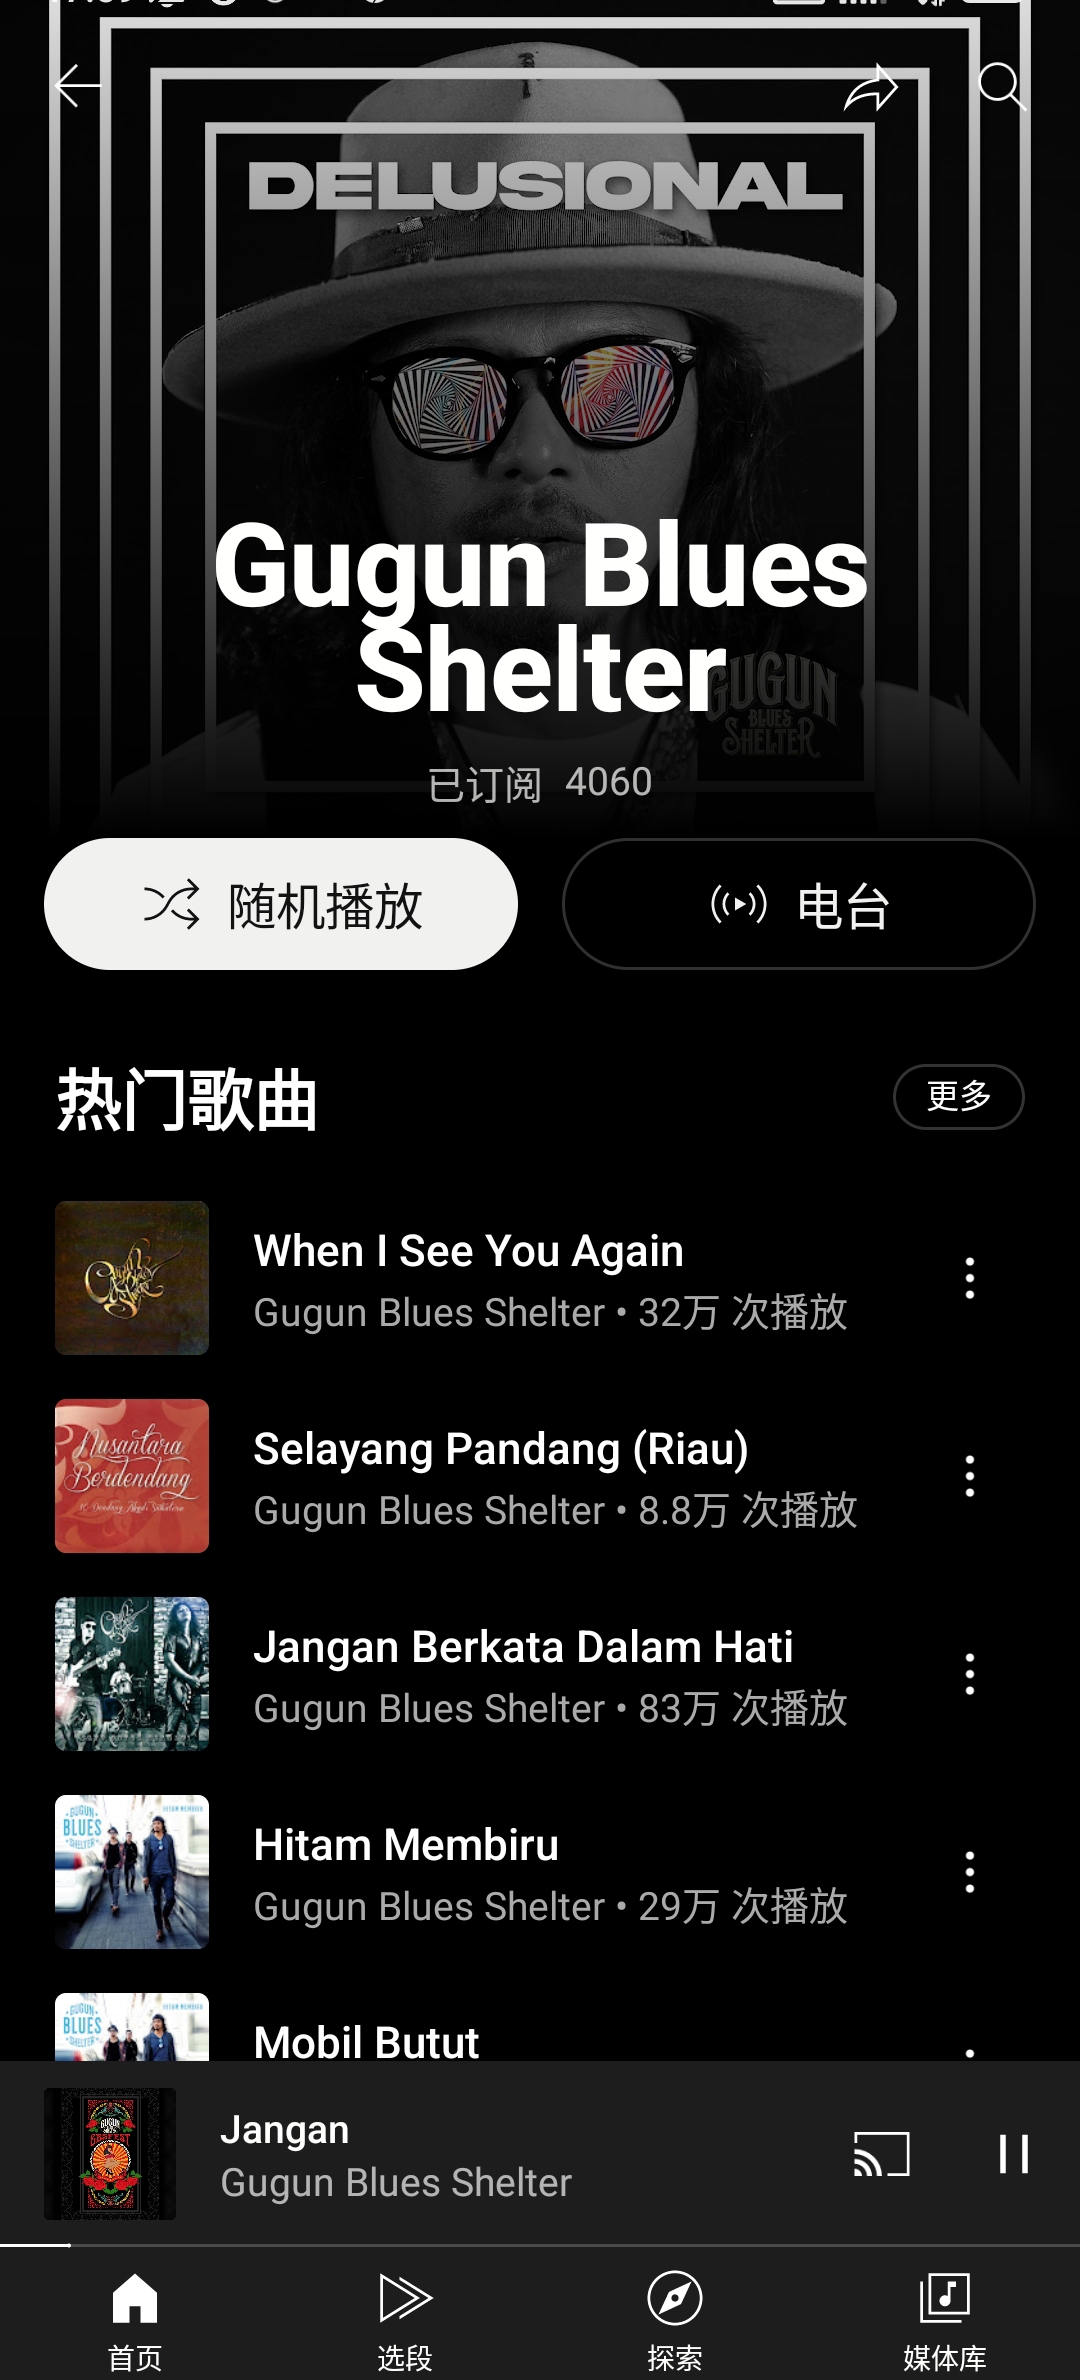 DELUSIONAL
Gugun Blues
Shelter
GUGUN
BLUES
SHELTER
已订阅 4060
随机播放
电台
热门歌曲
更多
When I See You Again
Gugun Blues Shelter • 32万 次播放
Nusantara
Berdendang
Selayang Pandang (Riau)
Gugun Blues Shelter • 8.8万 次播放
Jangan Berkata Dalam Hati
Gugun Blues Shelter • 83万 次播放
GUGUN
BLUES
SHELTER
HITAM MEMBIRU
Hitam Membiru
Gugun Blues Shelter • 29万 次播放
GUGUN
BLUES
SHELTER
HITAM MEMBIRU
Mobil Butut
Jangan
Gugun Blues Shelter
首页
选段
探索
媒体库